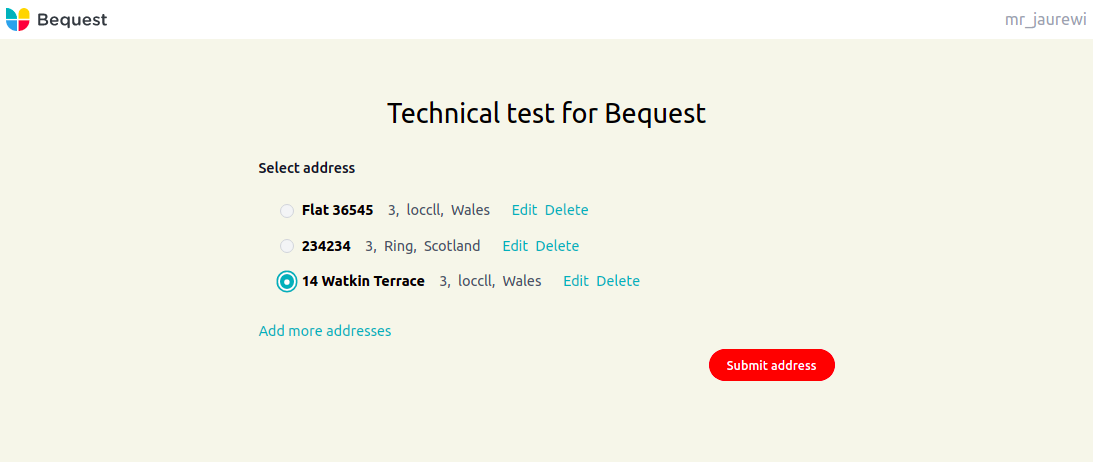 Bequest
mr_jaurewi
Technical test for Bequest
Select address
Flat 36545 3, loccll, Wales Edit Delete
234234 3, Ring, Scotland Edit Delete
14 Watkin Terrace 3, loccll, Wales Edit Delete
Add more addresses
Submit address